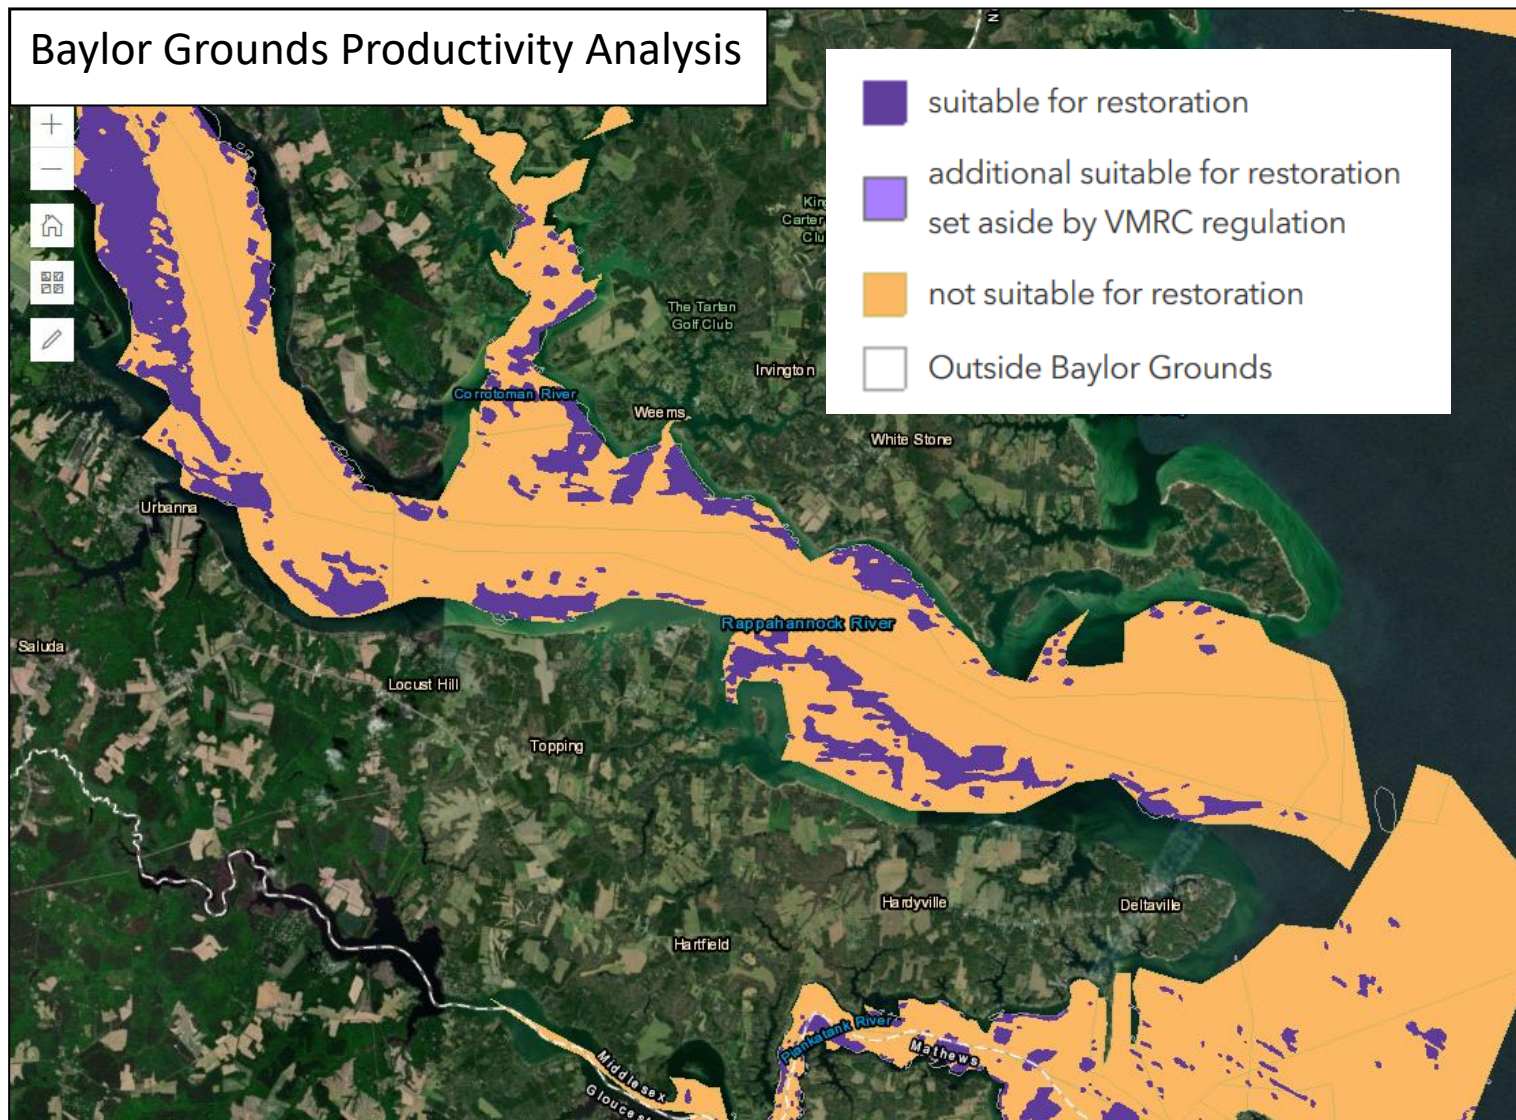 Baylor Grounds Productivity Analysis
suitable for restoration
additional suitable for restoration
set aside by VMRC regulation
not suitable for restoration
Outside Baylor Grounds
Carter
The Tartan
Golf Club
Irvington
Corrotoman River
Weems
White Stone
Urbanna
Rappahannock River
Saluda
Locust Hill
Topping
Hardyville
Deltaville
Hartfield
Piankatank River
Mathews
Middlesex